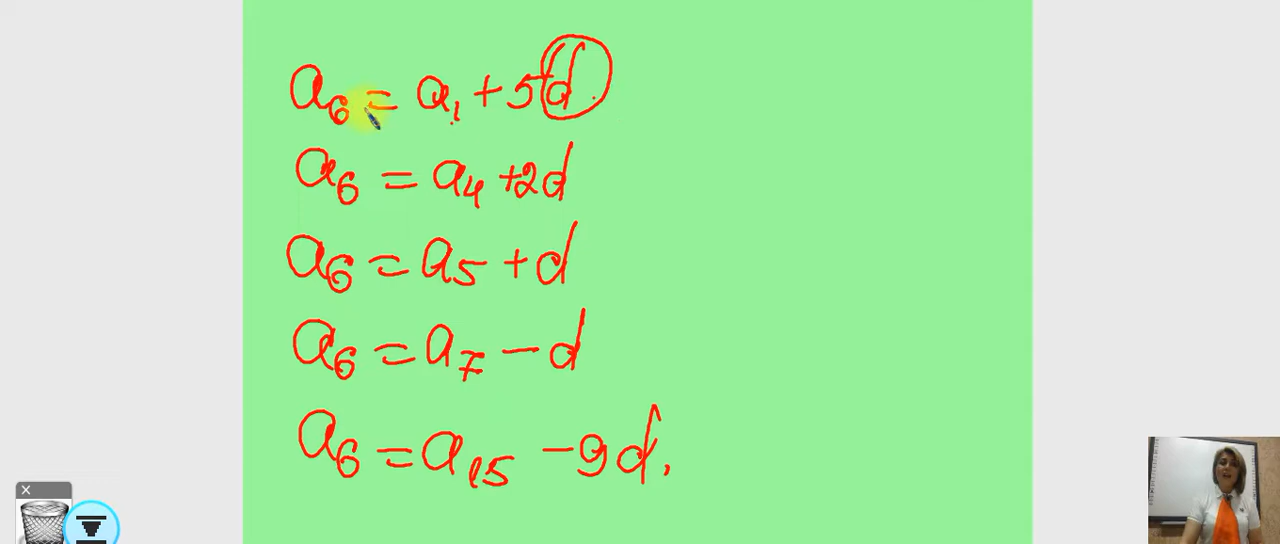 a₆ = a₁ + 5d
a₆ = a₄ + 2d
a₆ = a₅ + d
a₆ = a₇ - d
a₆ = a₁₅ - 9d,